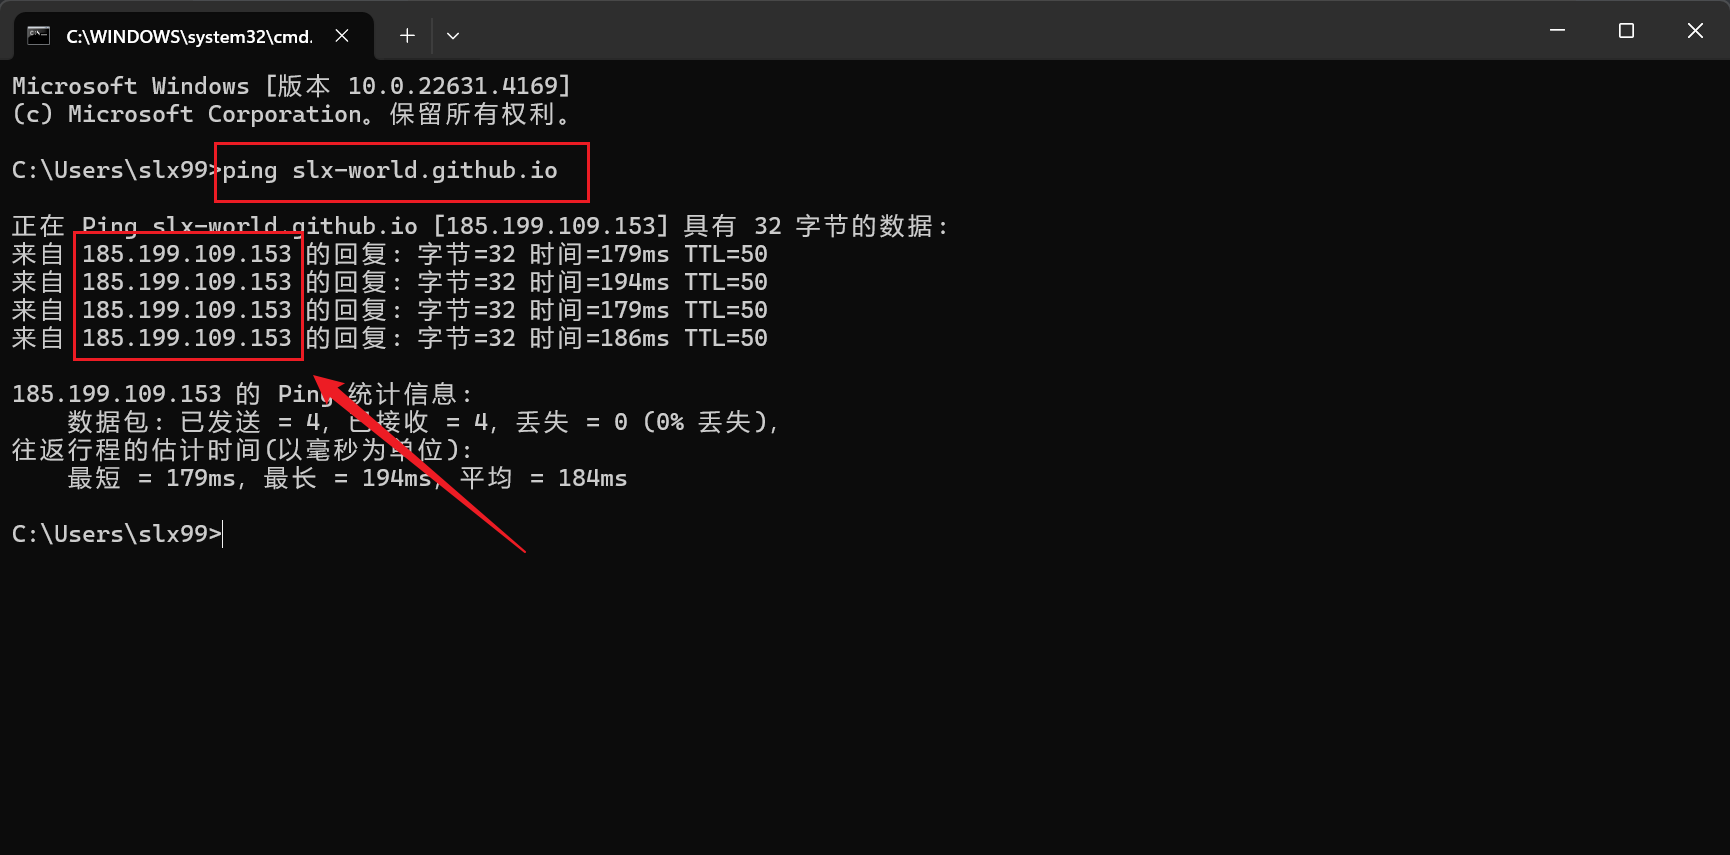 C:\WINDOWS\system32\cmd.
Microsoft Windows [版本 10.0.22631.4169]
(c) Microsoft Corporation。保留所有权利。
C:\Users\slx99>ping slx-world.github.io
正在 Ping slx-world.github.io [185.199.109.153] 具有 32 字节的数据:
来自 185.199.109.153 的回复: 字节=32 时间=179ms TTL=50
来自 185.199.109.153 的回复: 字节=32 时间=194ms TTL=50
来自 185.199.109.153 的回复: 字节=32 时间=179ms TTL=50
来自 185.199.109.153 的回复: 字节=32 时间=186ms TTL=50
185.199.109.153 的 Ping 统计信息:
数据包: 已发送 = 4, 已接收 = 4, 丢失 = 0 (0% 丢失),
往返行程的估计时间(以毫秒为单位):
最短 = 179ms, 最长 = 194ms, 平均 = 184ms
C:\Users\slx99>